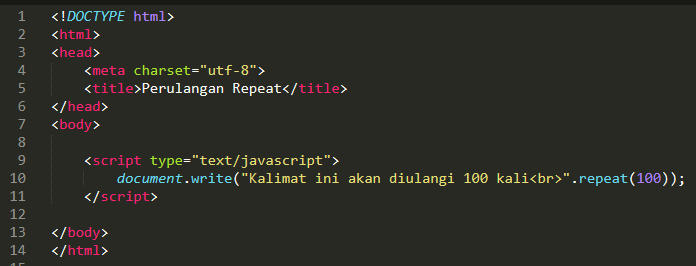 1 <!DOCTYPE html>
2 <html>
3 <head>
4     <meta charset="utf-8">
5     <title>Perulangan Repeat</title>
6 </head>
7 <body>
8
9     <script type="text/javascript">
10         document.write("Kalimat ini akan diulangi 100 kali<br>".repeat(100));
11     </script>
12
13 </body>
14 </html>